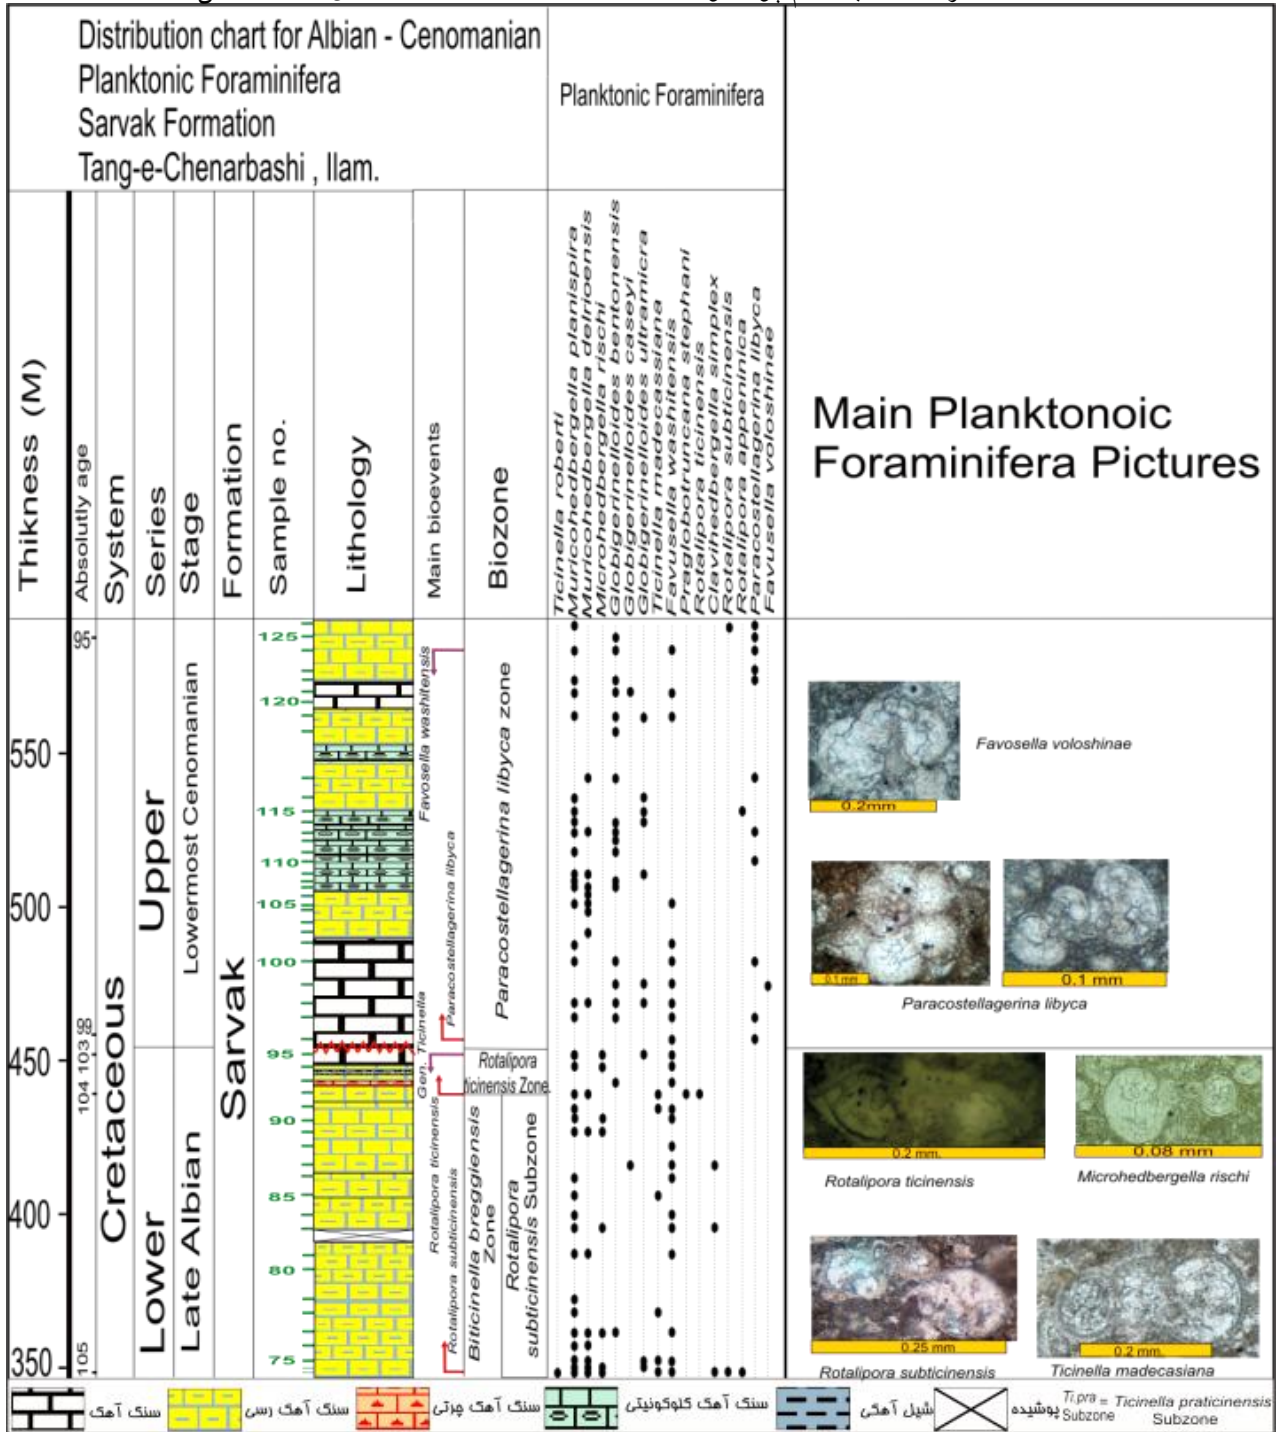 Distribution chart for Albian - Cenomanian
Planktonic Foraminifera
Sarvak Formation
Tang-e-Chenarbashi , Ilam.
Planktonic Foraminifera
Thikness (M)
Absolutly age
System
Series
Stage
Formation
Sample no.
Lithology
Main bioevents
Biozone
Ticinella roberti
Muricohedbergella planispira
Muricohedbergella delrioensis
Microhedbergella rischi
Globigerinelloides bentonensis
Globigerinelloides caseyi
Globigerinelloides ultramicra
Ticinella madecassiana
Favusella washitensis
Praglobotruncana stephani
Rotalipora ticinensis
Clavihedbergella simplex
Rotalipora subticinensis
Rotalipora appeninica
Paracosellagerina libyca
Favusella voloshinae
Main Planktonoic
Foraminifera Pictures
550
500
450
400
350
95
98
103
104
105
Cretaceous
Upper
Lower
Lowermost Cenomanian
Late Albian
Sarvak
125
120
115
110
105
100
95
90
85
80
75
Favosella washitensis
Paracostellagerina libyca
Gen. Ticinella
Rotalipora ticinensis
Rotalipora subticinensis
Paracostellagerina libyca zone
Rotalipora
ticinensis Zone
Biticinella breggiensis
Zone
Rotalipora
subticinensis Subzone
0.2mm
Favosella voloshinae
0.1 mm
0.1 mm
Paracostellagerina libyca
0.2 mm.
0.08 mm
Rotalipora ticinensis
Microhedbergella rischi
0.25 mm
0.2 mm.
Rotalipora subticinensis
Ticinella madecasiana
سنگ آهک
سنگ آهک رسی
سنگ آهک چرتی
سنگ آهک گلوکونیتی
شیل آهکی
پوشیده
Ti.pra = Ticinella praticinensis
Subzone Subzone